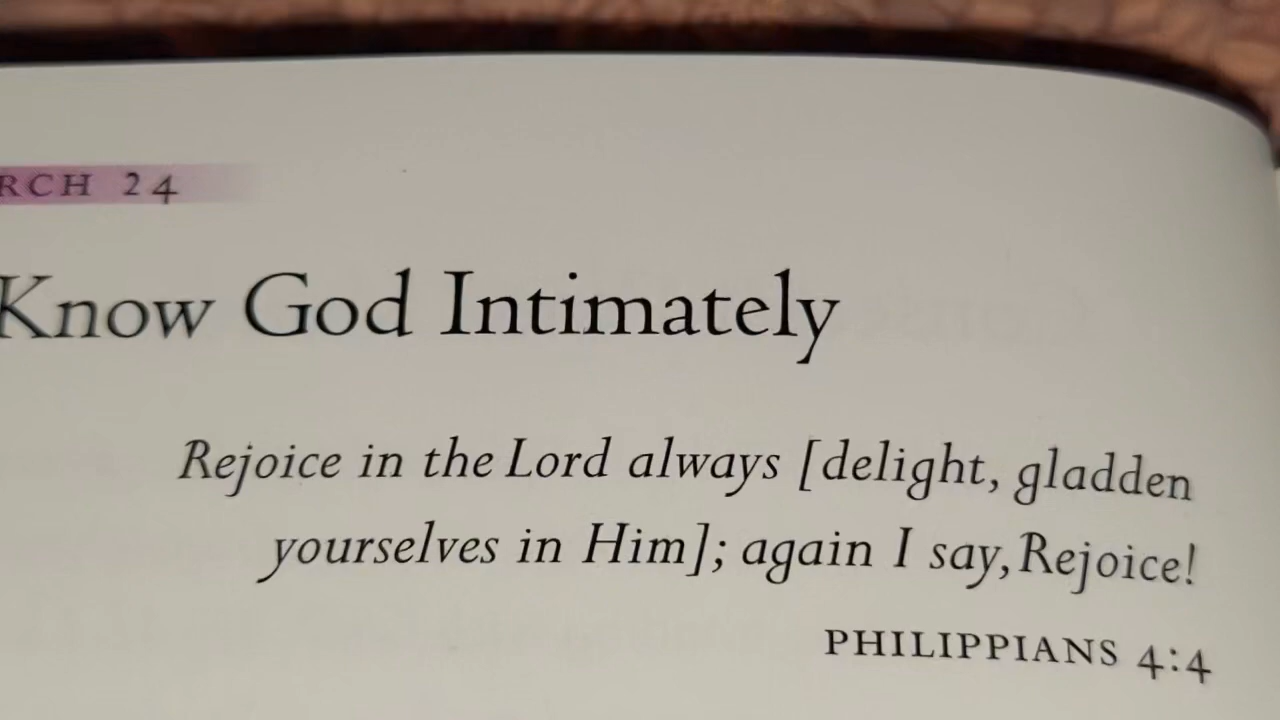 RCH 24
Know God Intimately
Rejoice in the Lord always [delight, gladden
yourselves in Him]; again I say, Rejoice!
PHILIPPIANS 4:4